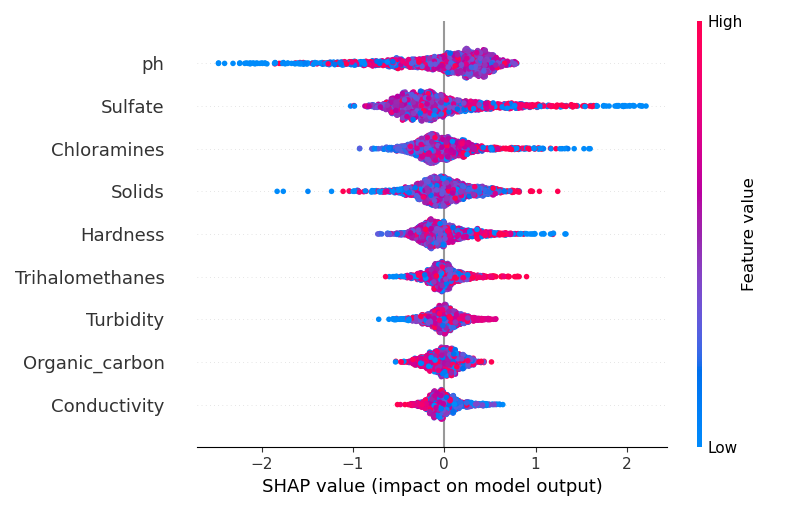 High
ph
Sulfate
Chloramines
Solids
Hardness
Trihalomethanes
Turbidity
Organic_carbon
Conductivity
Feature value
Low
−2 −1 0 1 2
SHAP value (impact on model output)